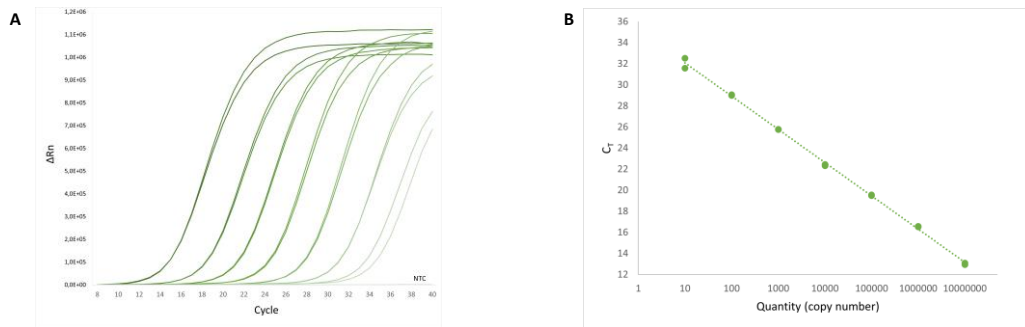 A
1,2E+06
1,1E+06
1,0E+06
9,0E+05
8,0E+05
7,0E+05
6,0E+05
5,0E+05
4,0E+05
3,0E+05
2,0E+05
1,0E+05
0,0E+00
ΔRn
NTC
8 10 12 14 16 18 20 22 24 26 28 30 32 34 36 38 40
Cycle
B
36
34
32
30
28
26
24
22
20
18
16
14
12
CT
1 10 100 1000 10000 100000 1000000 10000000
Quantity (copy number)